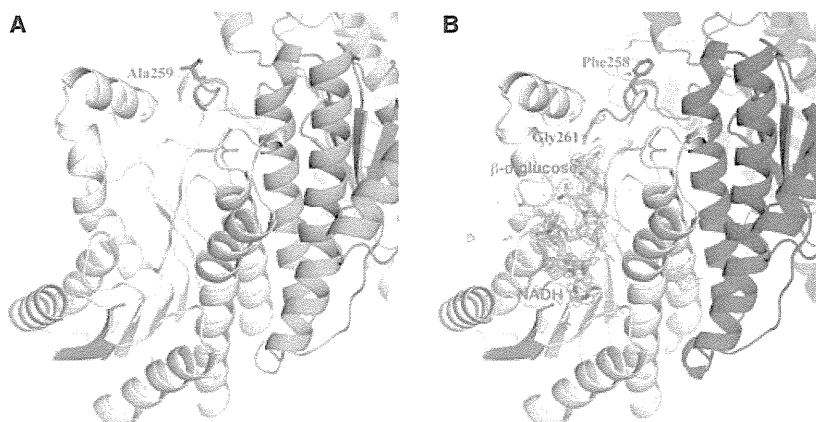 A
B
Ala259
Phe258
Gly261
β-D-glucose
NADH